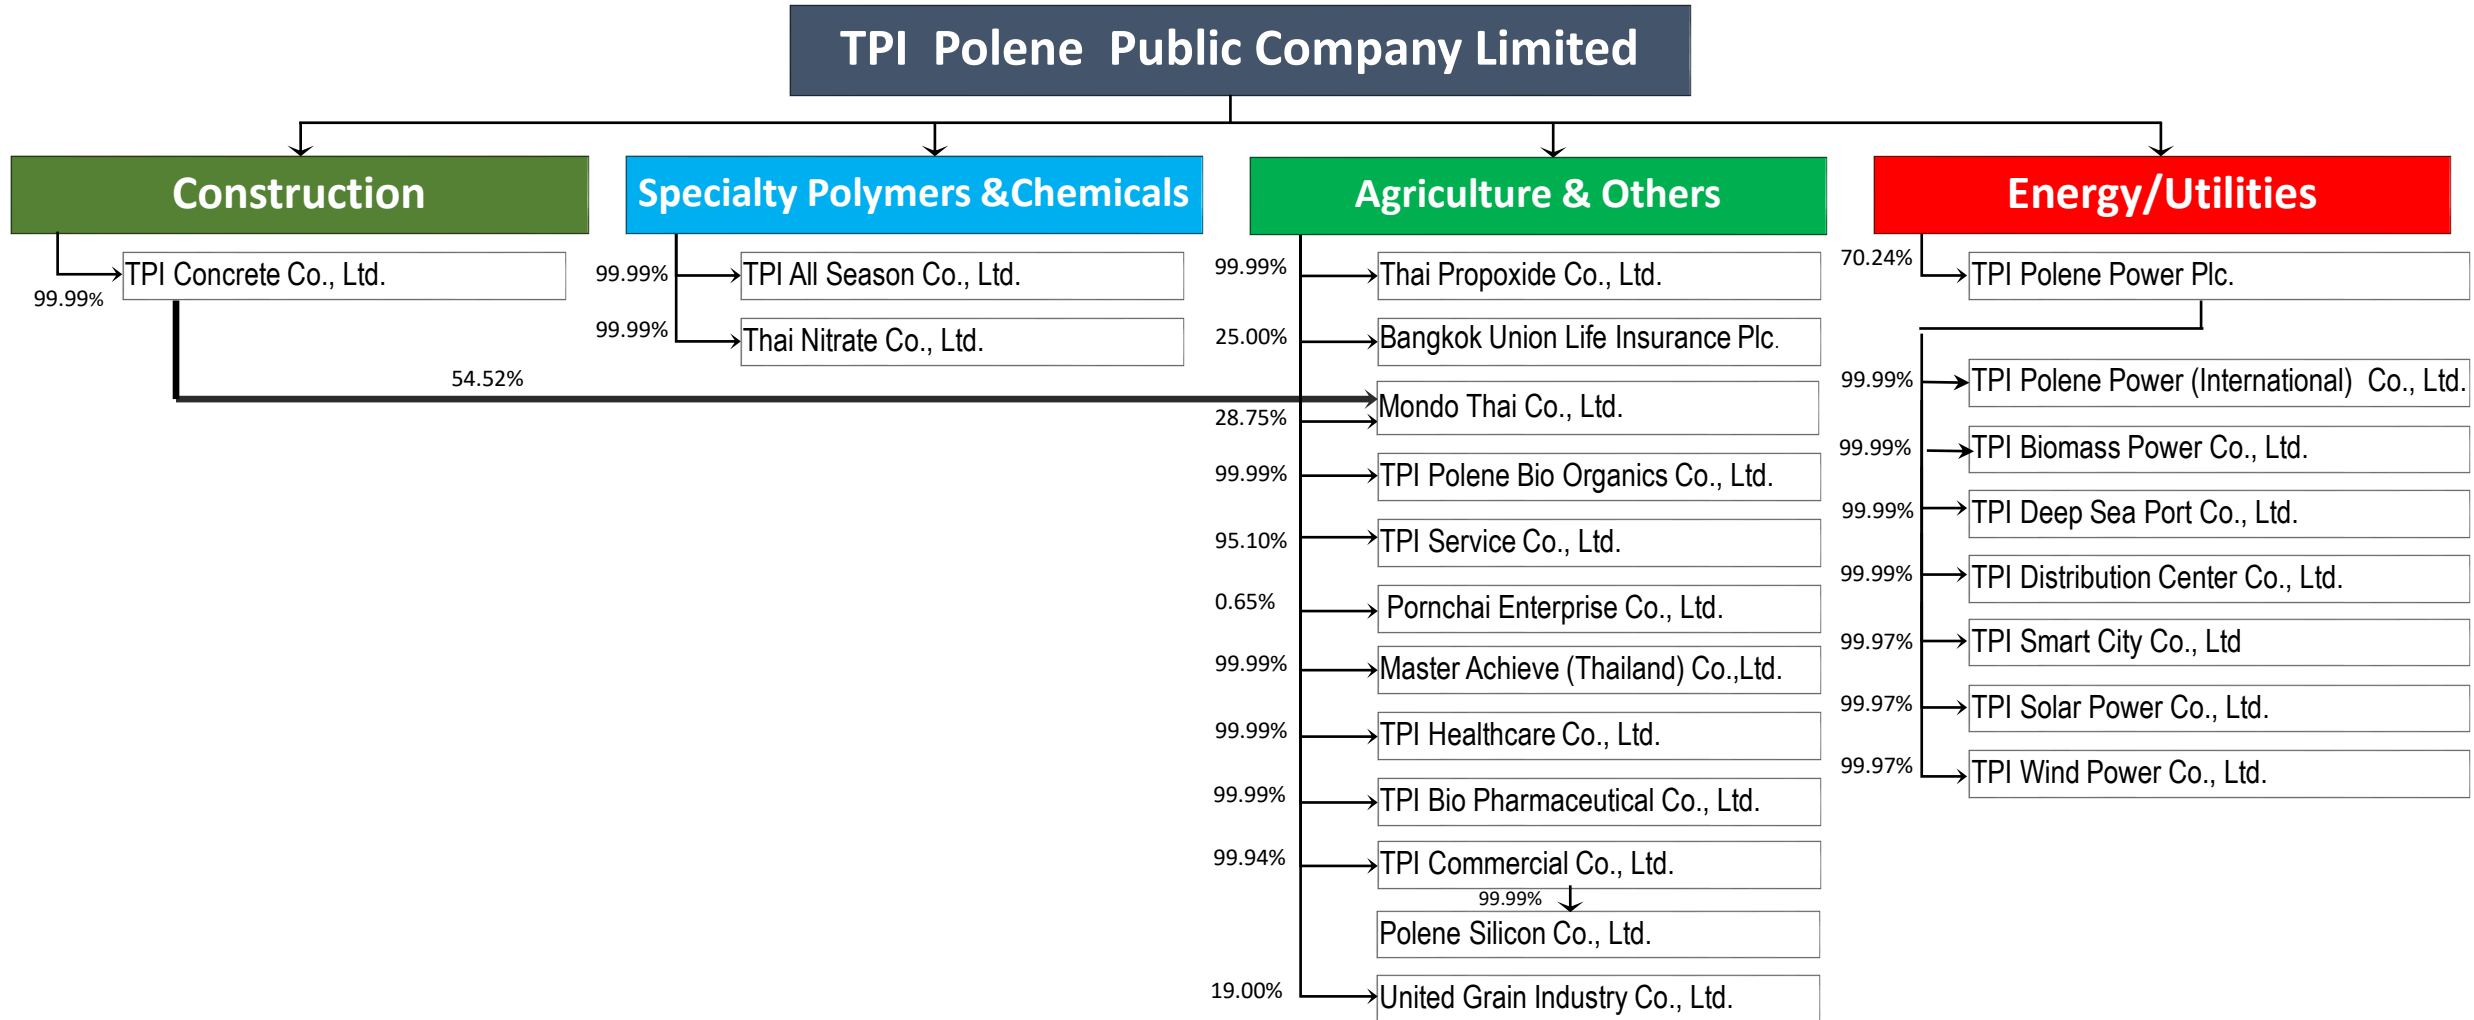 TPI Polene Public Company Limited
Construction
99.99%
TPI Concrete Co., Ltd.
54.52%
Specialty Polymers &Chemicals
99.99%
TPI All Season Co., Ltd.
99.99%
Thai Nitrate Co., Ltd.
Agriculture & Others
99.99%
Thai Propoxide Co., Ltd.
25.00%
Bangkok Union Life Insurance Plc.
28.75%
Mondo Thai Co., Ltd.
99.99%
TPI Polene Bio Organics Co., Ltd.
95.10%
TPI Service Co., Ltd.
0.65%
Pornchai Enterprise Co., Ltd.
99.99%
Master Achieve (Thailand) Co.,Ltd.
99.99%
TPI Healthcare Co., Ltd.
99.99%
TPI Bio Pharmaceutical Co., Ltd.
99.94%
TPI Commercial Co., Ltd.
99.99%
Polene Silicon Co., Ltd.
19.00%
United Grain Industry Co., Ltd.
Energy/Utilities
70.24%
TPI Polene Power Plc.
99.99%
TPI Polene Power (International) Co., Ltd.
99.99%
TPI Biomass Power Co., Ltd.
99.99%
TPI Deep Sea Port Co., Ltd.
99.99%
TPI Distribution Center Co., Ltd.
99.97%
TPI Smart City Co., Ltd
99.97%
TPI Solar Power Co., Ltd.
99.97%
TPI Wind Power Co., Ltd.